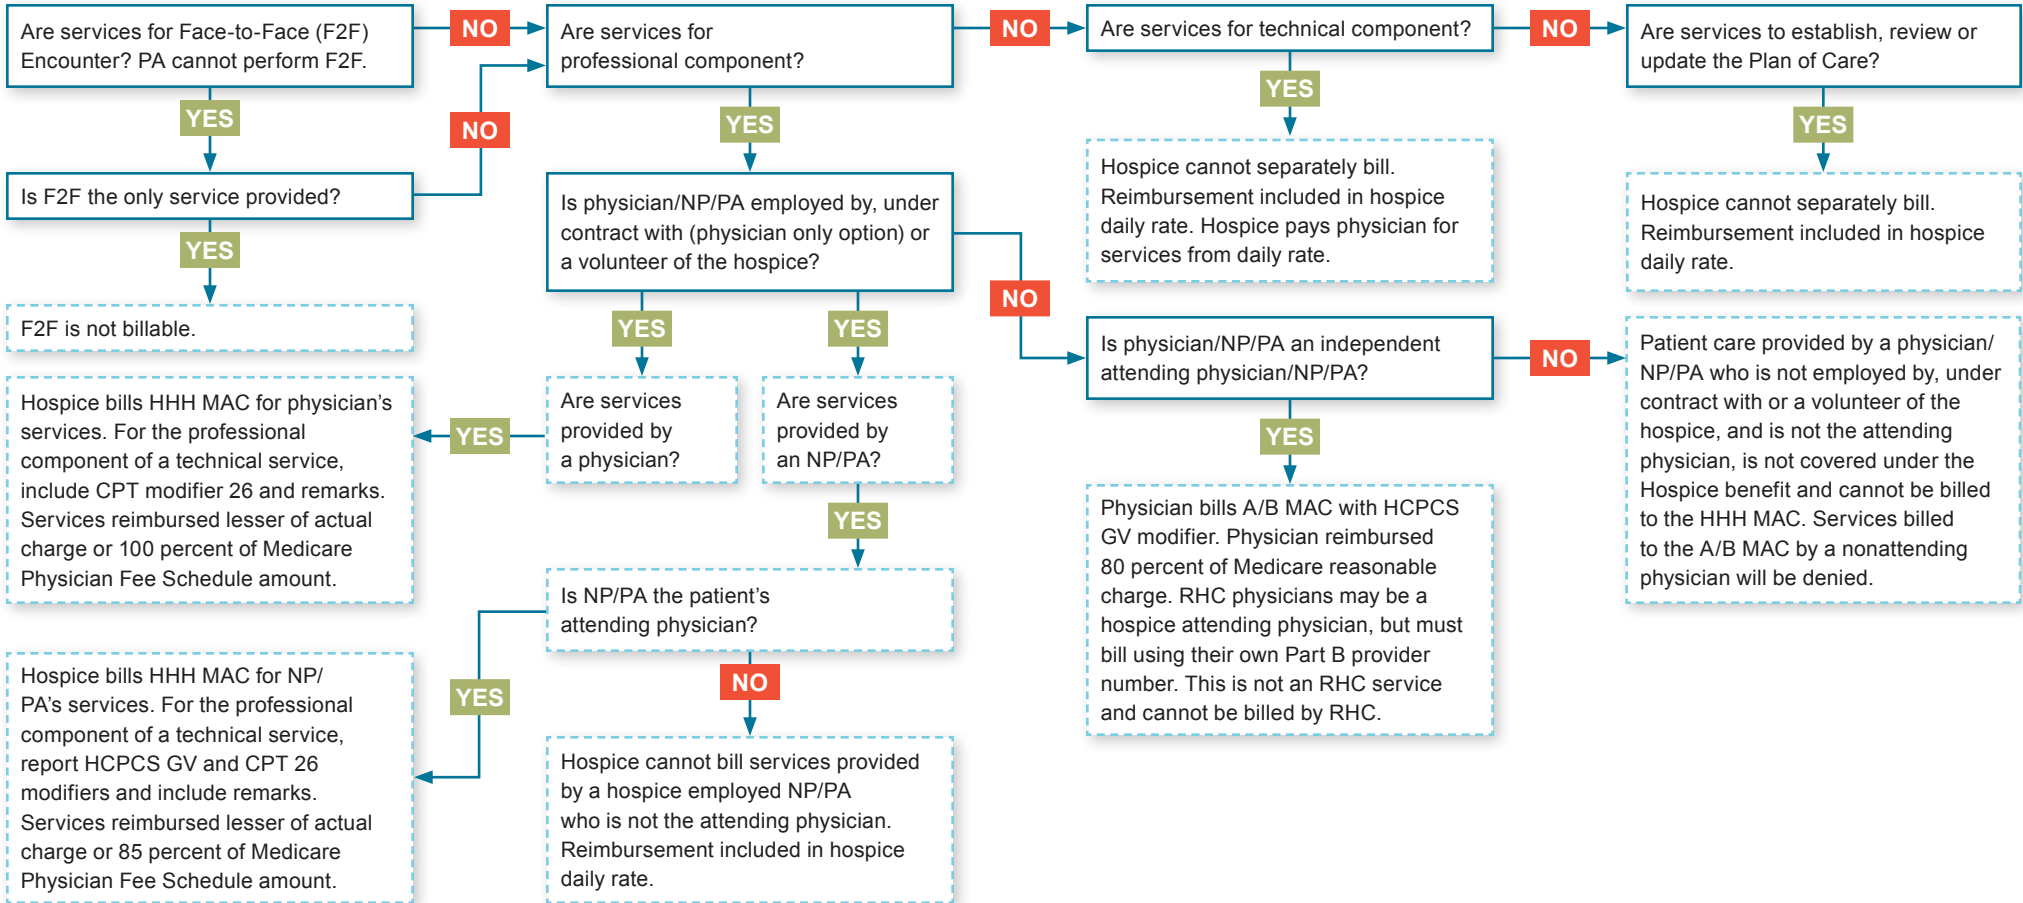 Are services for Face-to-Face (F2F)
Encounter? PA cannot perform F2F.
NO
Are services for
professional component?
NO
Are services for technical component?
NO
Are services to establish, review or
update the Plan of Care?
YES
NO
YES
YES
YES
Is F2F the only service provided?
YES
F2F is not billable.
Is physician/NP/PA employed by, under
contract with (physician only option) or
a volunteer of the hospice?
YES
YES
NO
Hospice cannot separately bill.
Reimbursement included in hospice
daily rate. Hospice pays physician for
services from daily rate.
Hospice cannot separately bill.
Reimbursement included in hospice
daily rate.
Hospice bills HHH MAC for physician's
services. For the professional
component of a technical service,
include CPT modifier 26 and remarks.
Services reimbursed lesser of actual
charge or 100 percent of Medicare
Physician Fee Schedule amount.
YES
Are services
provided by
a physician?
Are services
provided by
an NP/PA?
YES
Is physician/NP/PA an independent
attending physician/NP/PA?
NO
YES
Patient care provided by a physician/
NP/PA who is not employed by, under
contract with or a volunteer of the
hospice, and is not the attending
physician, is not covered under the
Hospice benefit and cannot be billed
to the HHH MAC. Services billed
to the A/B MAC by a nonattending
physician will be denied.
Physician bills A/B MAC with HCPCS
GV modifier. Physician reimbursed
80 percent of Medicare reasonable
charge. RHC physicians may be a
hospice attending physician, but must
bill using their own Part B provider
number. This is not an RHC service
and cannot be billed by RHC.
Is NP/PA the patient's
attending physician?
YES
NO
Hospice bills HHH MAC for NP/
PA's services. For the professional
component of a technical service,
report HCPCS GV and CPT 26
modifiers and include remarks.
Services reimbursed lesser of actual
charge or 85 percent of Medicare
Physician Fee Schedule amount.
Hospice cannot bill services provided
by a hospice employed NP/PA
who is not the attending physician.
Reimbursement included in hospice
daily rate.